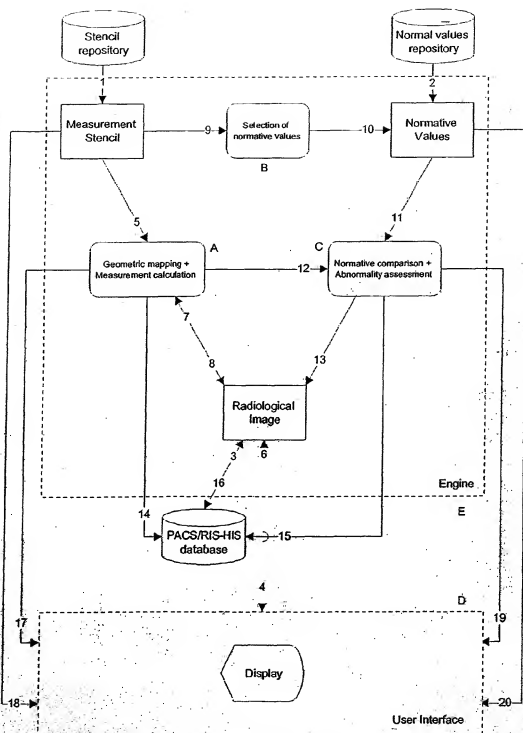 Stencil
repository
Normal values
repository
1
2
Measurement
Stencil
9
Selection of
normative values
10
Normative
Values
B
5
11
A
C
Geometric mapping +
Measurement calculation
12
Normative comparison +
Abnormality assessment
7
8
13
Radiological
Image
3
6
16
Engine
14
PACS/RIS-HIS
database
15
E
4
D
17
19
Display
18
20
User Interface